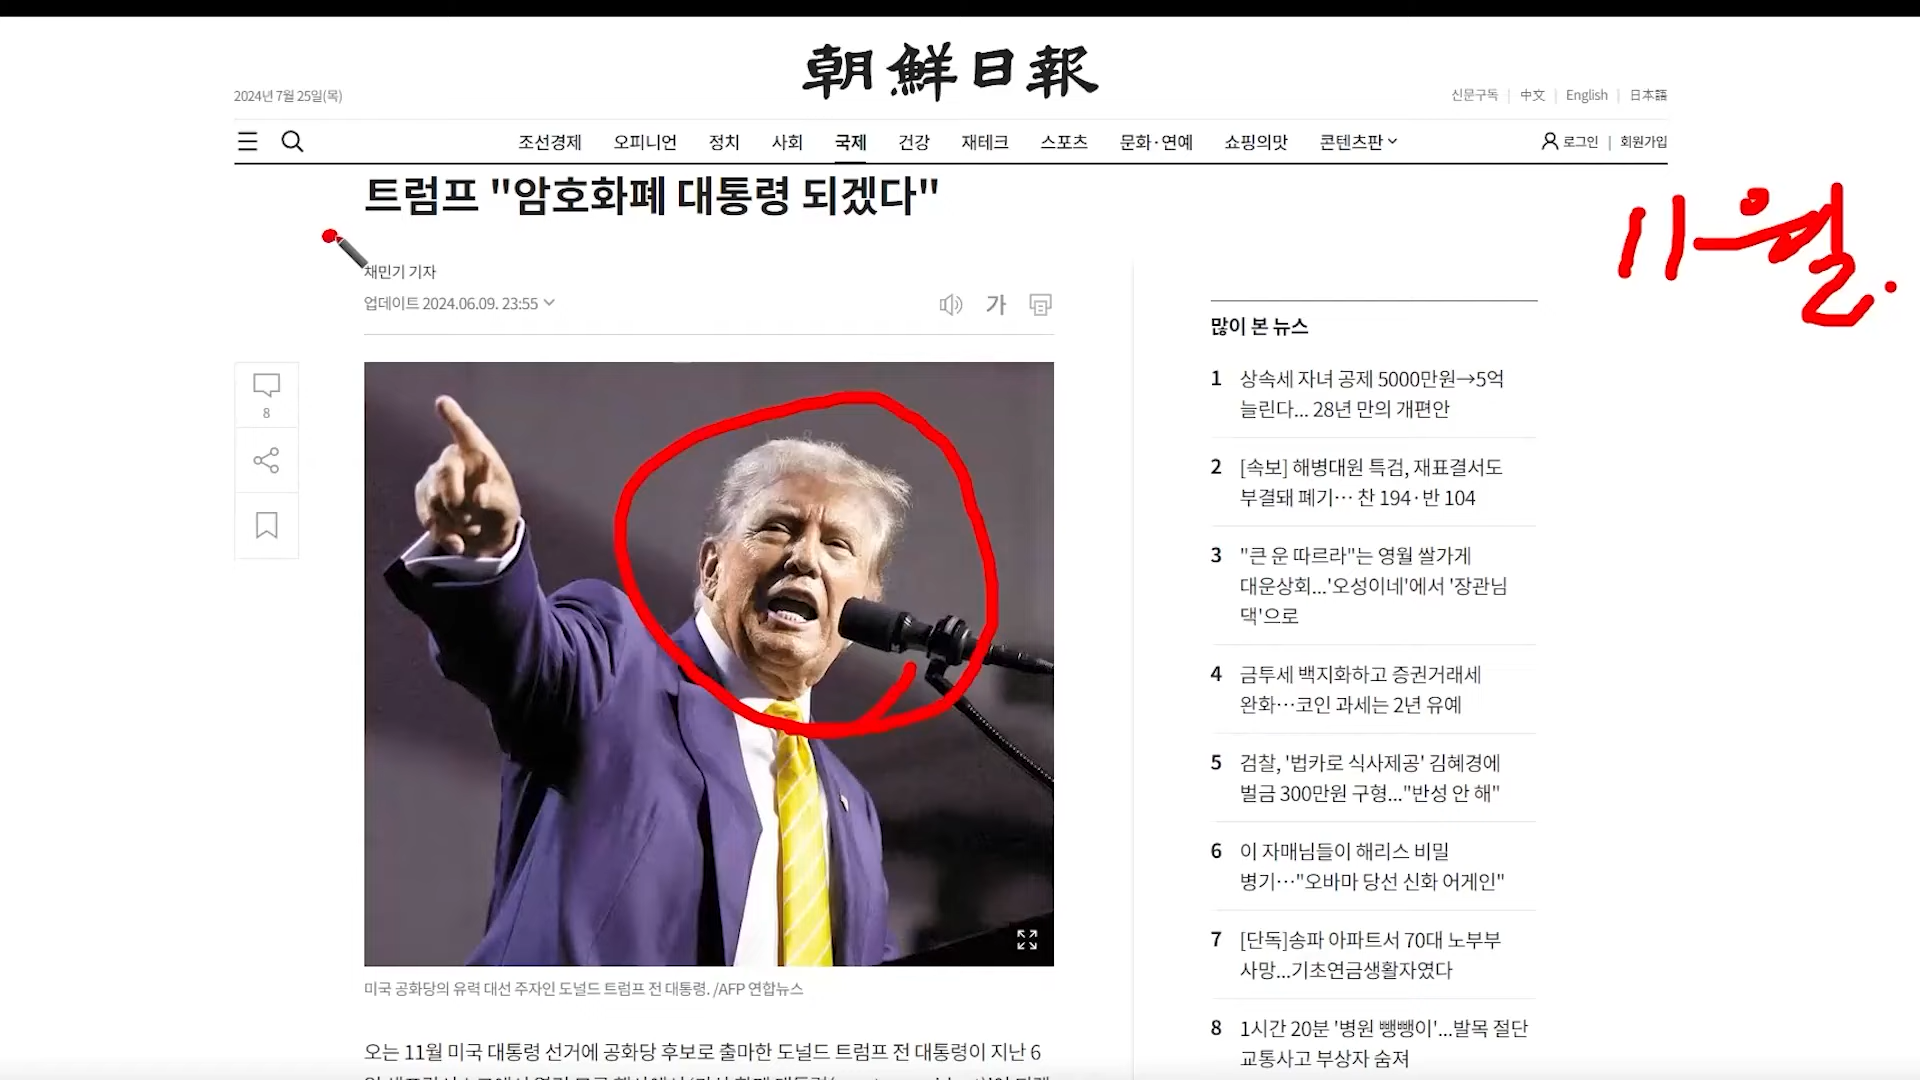 朝鮮日報
2024년 7월 25일(목)
신문구독 | 中文 | English | 日本語
조선경제 오피니언 정치 사회 국제 건강 재테크 스포츠 문화·연예 쇼핑의맛 콘텐츠판
로그인 | 회원가입
트럼프 "암호화폐 대통령 되겠다"
11월.
채민기 기자
업데이트 2024.06.09. 23:55
가
8
미국 공화당의 유력 대선 주자인 도널드 트럼프 전 대통령. /AFP 연합뉴스
오는 11월 미국 대통령 선거에 공화당 후보로 출마한 도널드 트럼프 전 대통령이 지난 6
많이 본 뉴스
1 상속세 자녀 공제 5000만원→5억
늘린다... 28년 만의 개편안
2 [속보] 해병대원 특검, 재표결서도
부결돼 폐기… 찬 194·반 104
3 "큰 운 따르라"는 영월 쌀가게
대운상회...'오성이네'에서 '장관님
댁'으로
4 금투세 백지화하고 증권거래세
완화…코인 과세는 2년 유예
5 검찰, '법카로 식사제공' 김혜경에
벌금 300만원 구형..."반성 안 해"
6 이 자매님들이 해리스 비밀
병기…"오바마 당선 신화 어게인"
7 [단독]송파 아파트서 70대 노부부
사망...기초연금생활자였다
8 1시간 20분 '병원 뺑뺑이'...발목 절단
교통사고 부상자 숨져